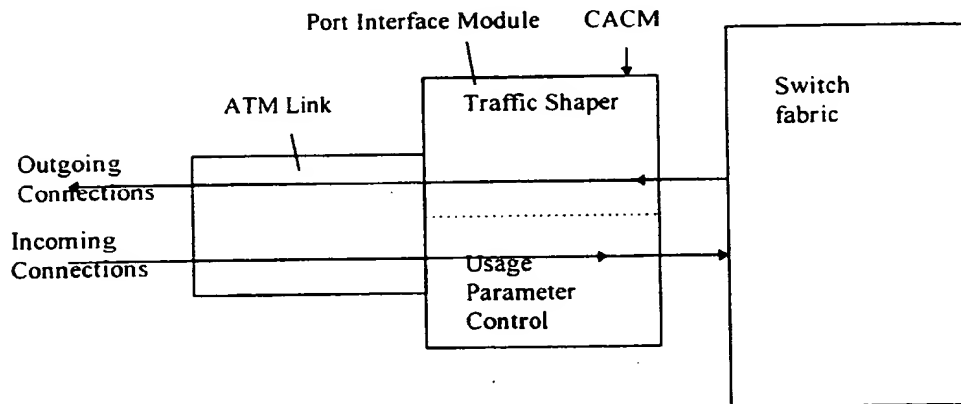 Port Interface Module
CACM
Traffic Shaper
Switch
fabric
ATM Link
Outgoing
Connections
Incoming
Connections
Usage
Parameter
Control